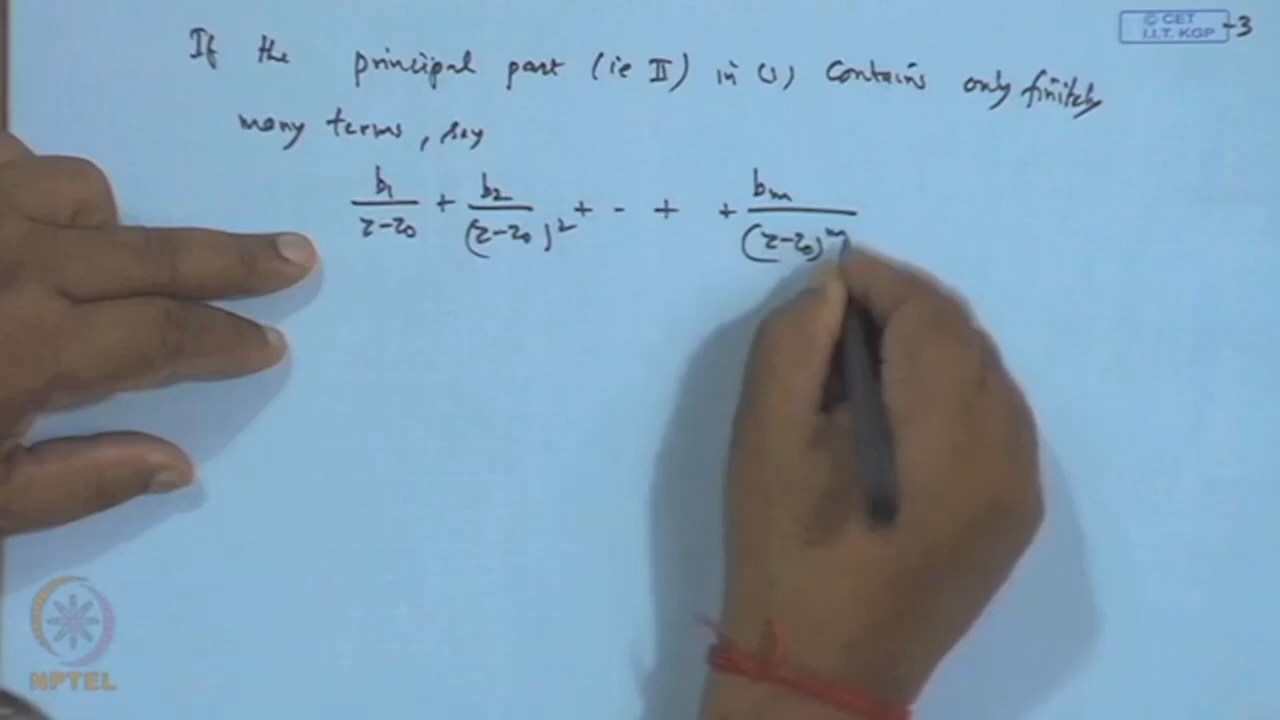 © CET
I.I.T. KGP
-3
If the principal part (ie II) in (1) contains only finitely
many terms, say
b₁/(z-z₀) + b₂/(z-z₀)² + - + + bₘ/(z-z₀)ᵐ
NPTEL